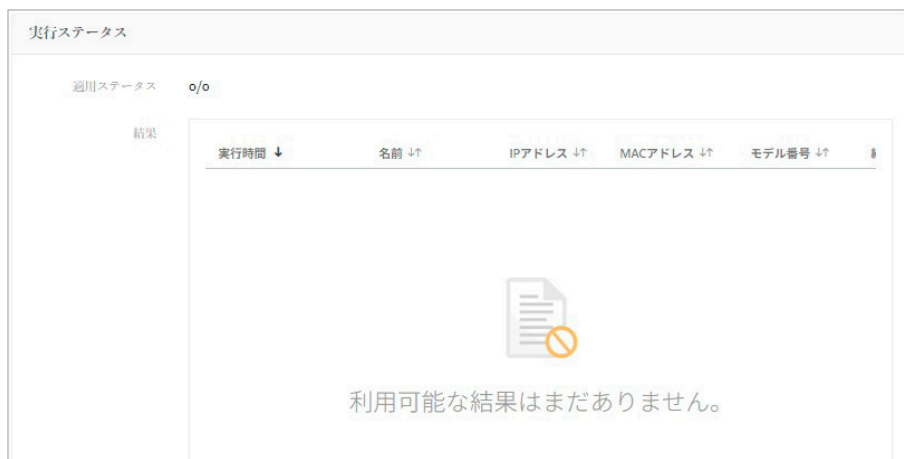 実行ステータス
適用ステータス o/o
結果
実行時間 ↓ 名前 ↓↑ IPアドレス ↓↑ MACアドレス ↓↑ モデル番号 ↓↑
利用可能な結果はまだありません。